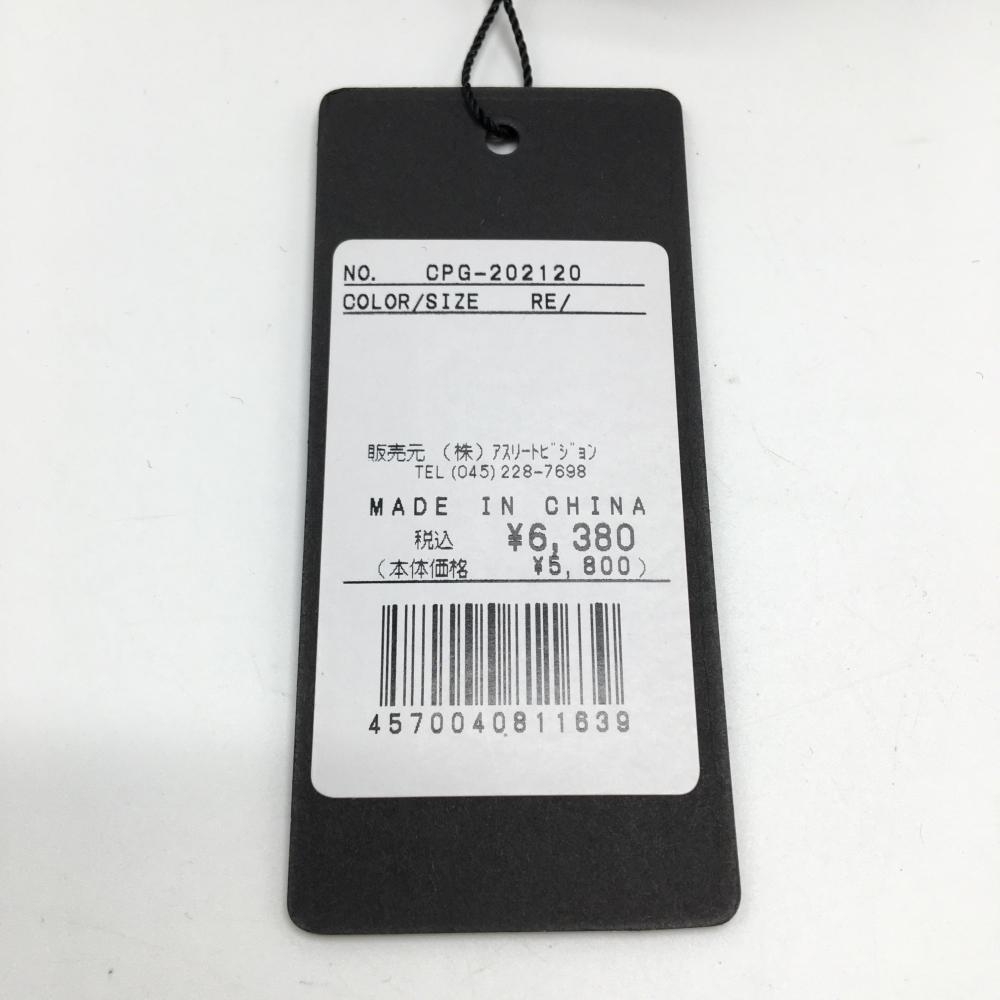 NO. CPG-202120
COLOR/SIZE RE/
販売元 (株) ｱｽﾘｰﾄﾋﾞｼﾞｮﾝ
TEL (045)228-7698
MADE IN CHINA
税込 ¥6,380
(本体価格 ¥5,800)
4570040811639